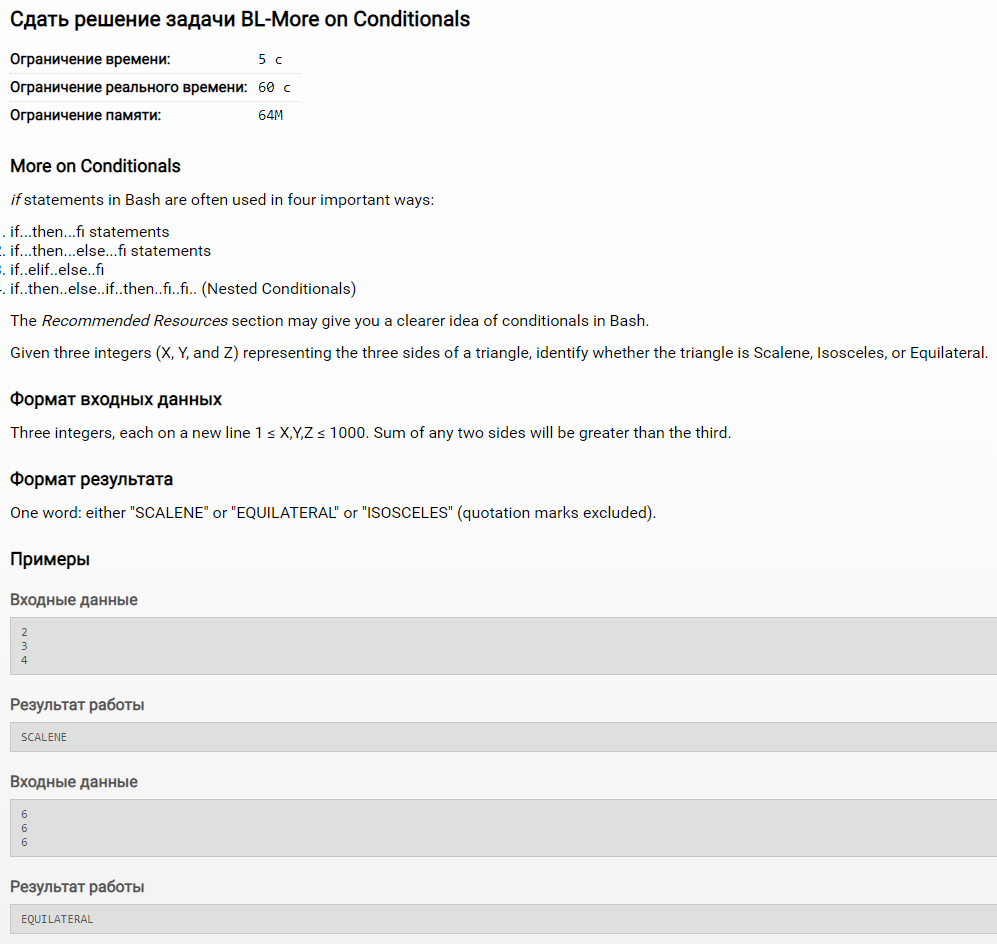 Сдать решение задачи BL-More on Conditionals
Ограничение времени: 5 с
Ограничение реального времени: 60 с
Ограничение памяти: 64M
More on Conditionals
if statements in Bash are often used in four important ways:
. if...then...fi statements
. if...then...else...fi statements
. if..elif..else..fi
. if..then..else..if..then..fi..fi.. (Nested Conditionals)
The Recommended Resources section may give you a clearer idea of conditionals in Bash.
Given three integers (X, Y, and Z) representing the three sides of a triangle, identify whether the triangle is Scalene, Isosceles, or Equilateral.
Формат входных данных
Three integers, each on a new line 1 ≤ X,Y,Z ≤ 1000. Sum of any two sides will be greater than the third.
Формат результата
One word: either "SCALENE" or "EQUILATERAL" or "ISOSCELES" (quotation marks excluded).
Примеры
Входные данные
2
3
4
Результат работы
SCALENE
Входные данные
6
6
6
Результат работы
EQUILATERAL